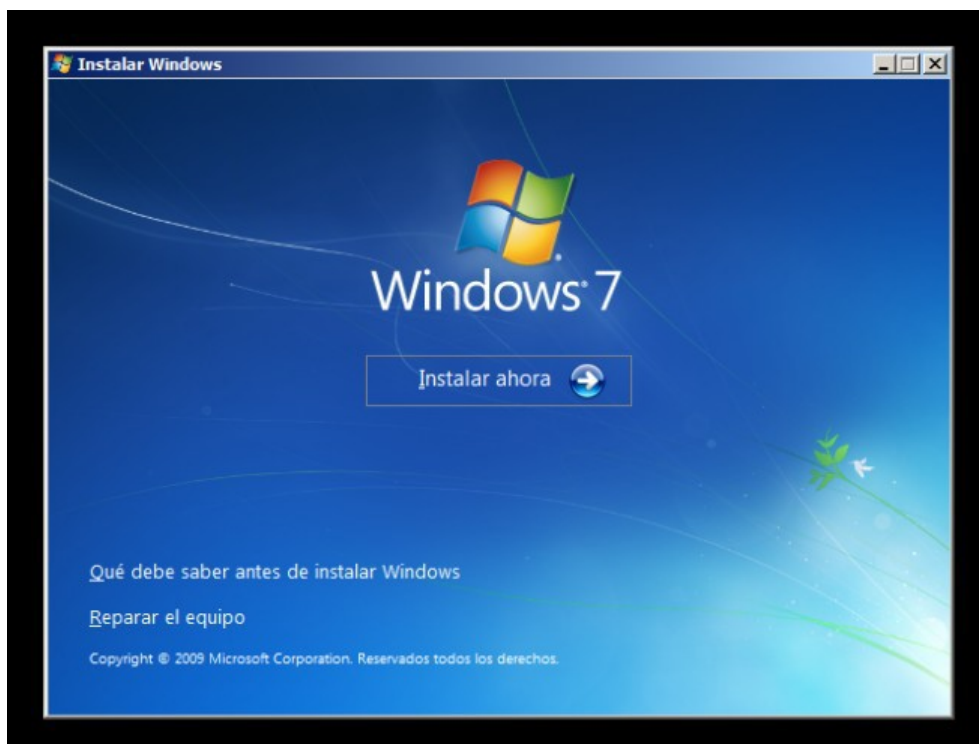 Instalar Windows
Windows® 7
Instalar ahora
Qué debe saber antes de instalar Windows
Reparar el equipo
Copyright © 2009 Microsoft Corporation. Reservados todos los derechos.